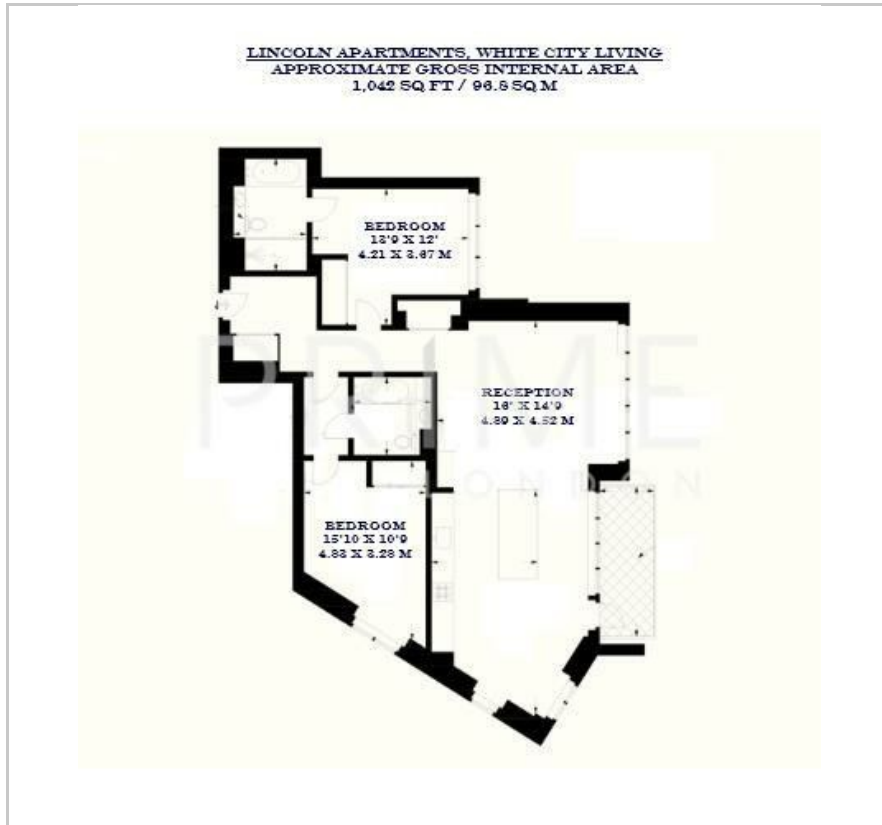 LINCOLN APARTMENTS, WHITE CITY LIVING
APPROXIMATE GROSS INTERNAL AREA
1,042 SQ FT / 96.8 SQ M
BEDROOM
13'9 X 12'
4.21 X 3.67 M
RECEPTION
16' X 14'9
4.89 X 4.52 M
PRIME
LONDON
BEDROOM
15'10 X 10'9
4.83 X 3.28 M